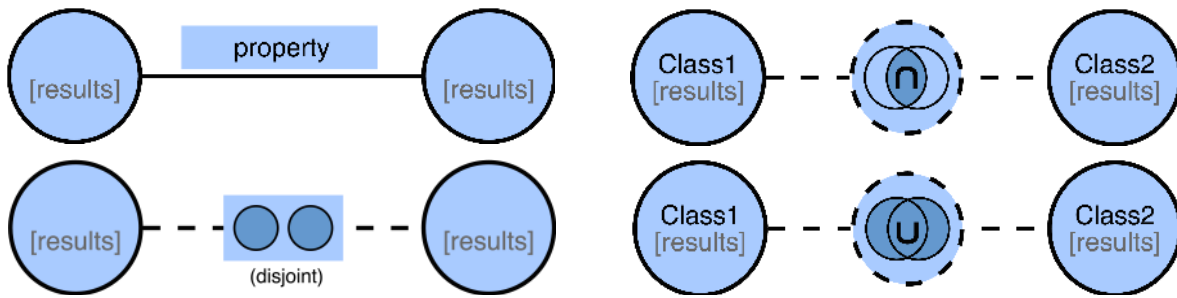 property
[results]
[results]
Class1
[results]
∩
Class2
[results]
[results]
(disjoint)
[results]
Class1
[results]
∪
Class2
[results]